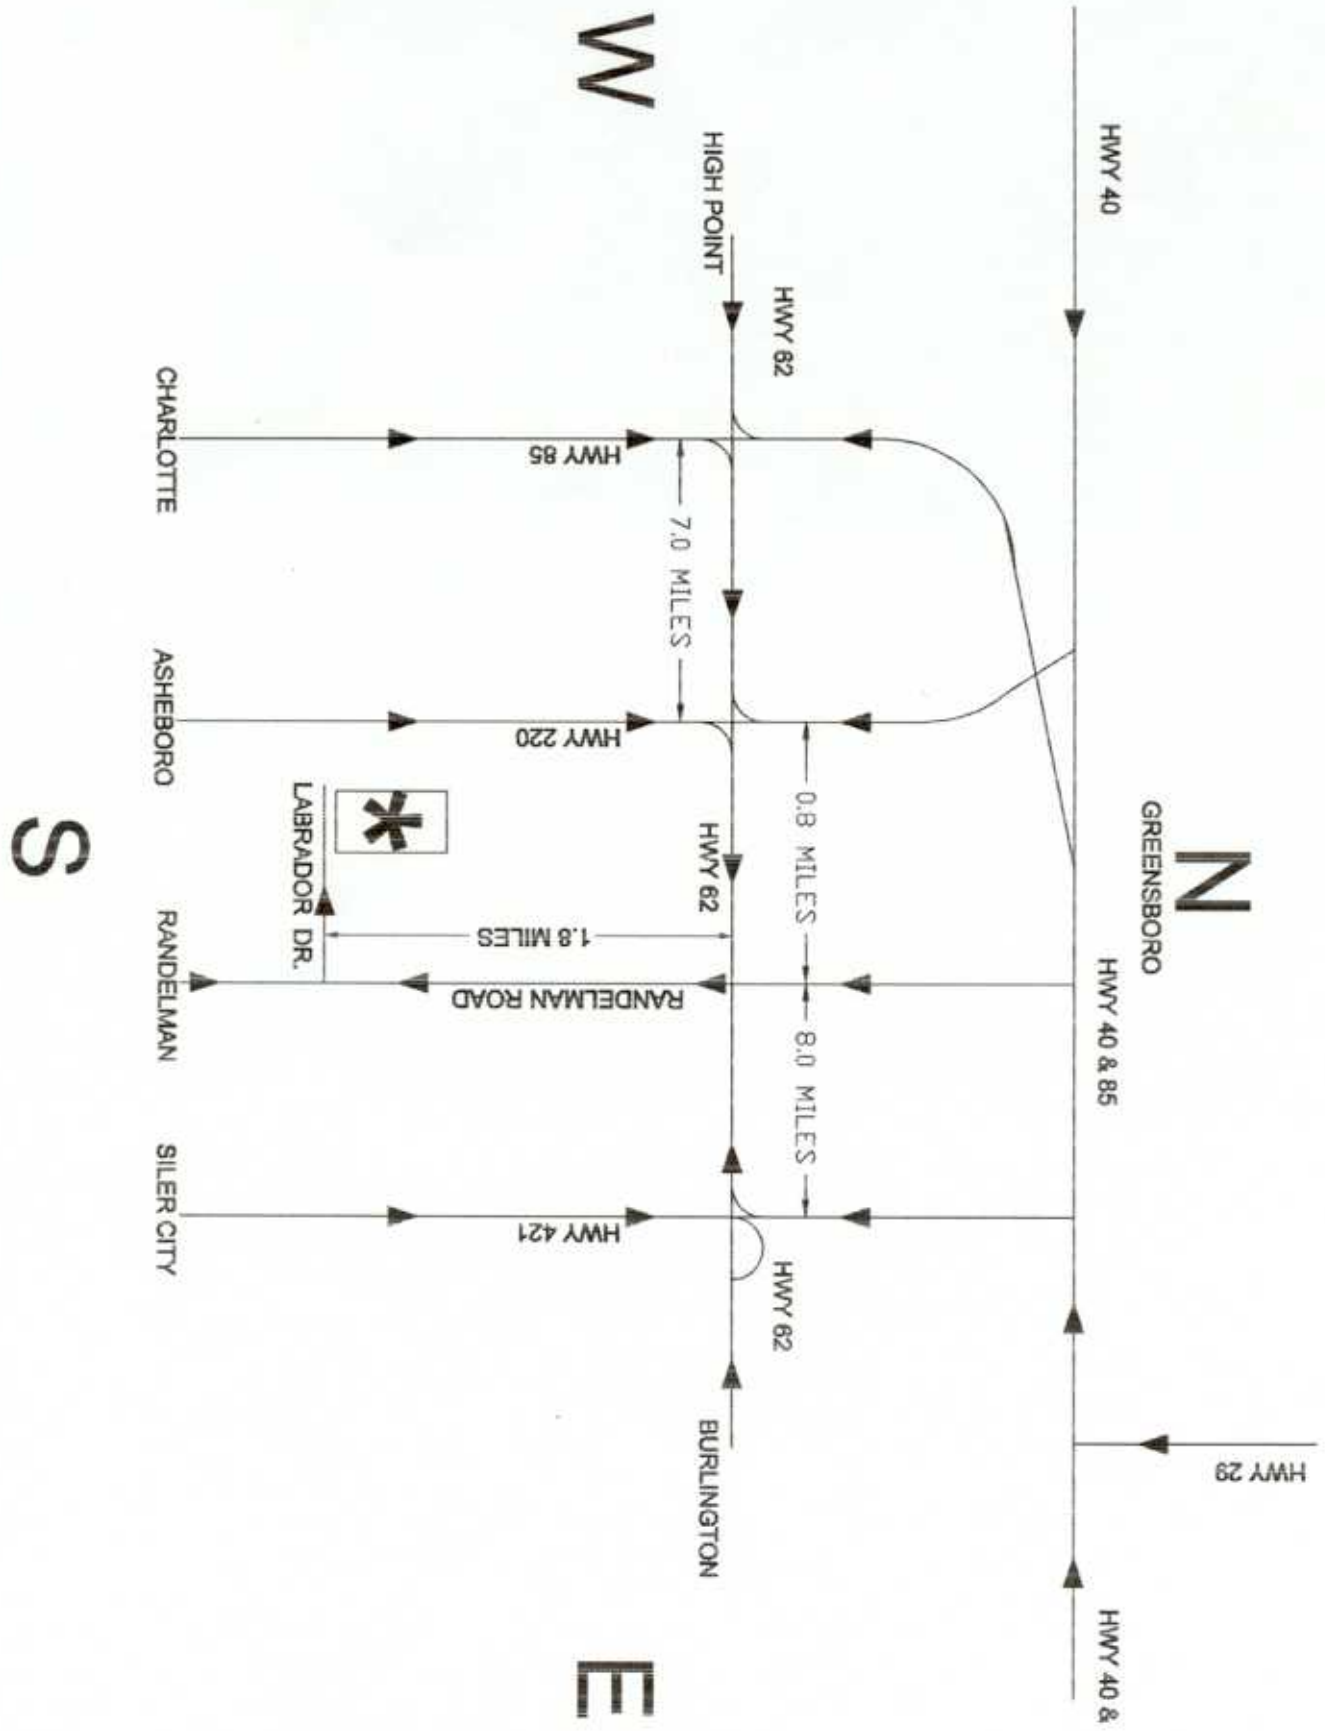 N
GREENSBORO
HWY 40
HWY 40 & 85
HWY 40 &
HWY 29
W
HIGH POINT
HWY 62
0.8 MILES
8.0 MILES
HWY 62
HWY 62
BURLINGTON
E
7.0 MILES
HWY 85
HWY 220
1.8 MILES
RANDELMAN ROAD
HWY 421
*
LABRADOR DR.
CHARLOTTE
ASHEBORO
RANDELMAN
SILER CITY
S